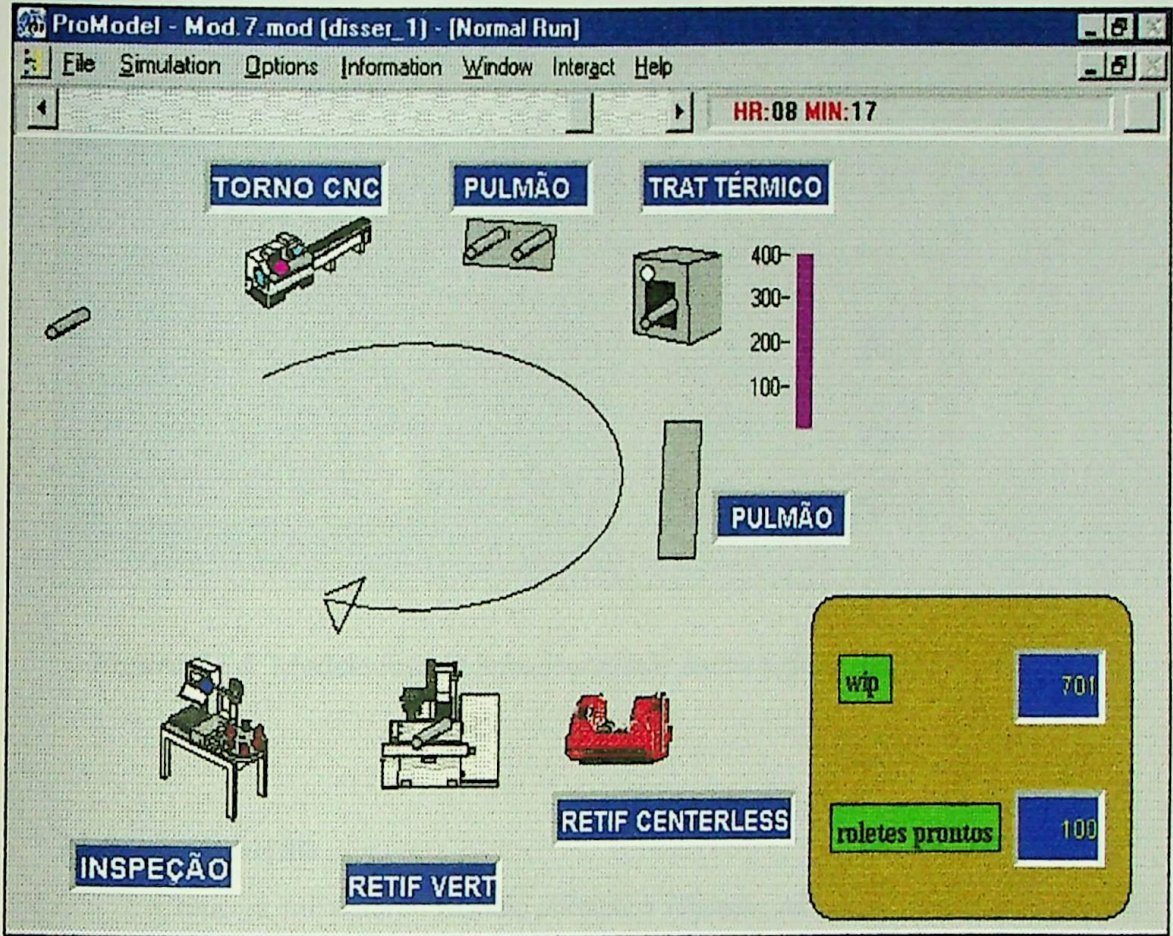 ProModel - Mod.7.mod (disser_1) - [Normal Run]
File Simulation Options Information Window Interact Help
HR:08 MIN:17
TORNO CNC
PULMÃO
TRAT TÉRMICO
400
300
200
100
PULMÃO
wip
701
RETIF CENTERLESS
roletes prontos
100
INSPEÇÃO
RETIF VERT